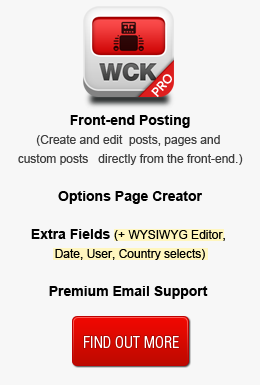 WCK
PRO
Front-end Posting
(Create and edit posts, pages and
custom posts directly from the front-end.)
Options Page Creator
Extra Fields (+ WYSIWYG Editor,
Date, User, Country selects)
Premium Email Support
FIND OUT MORE